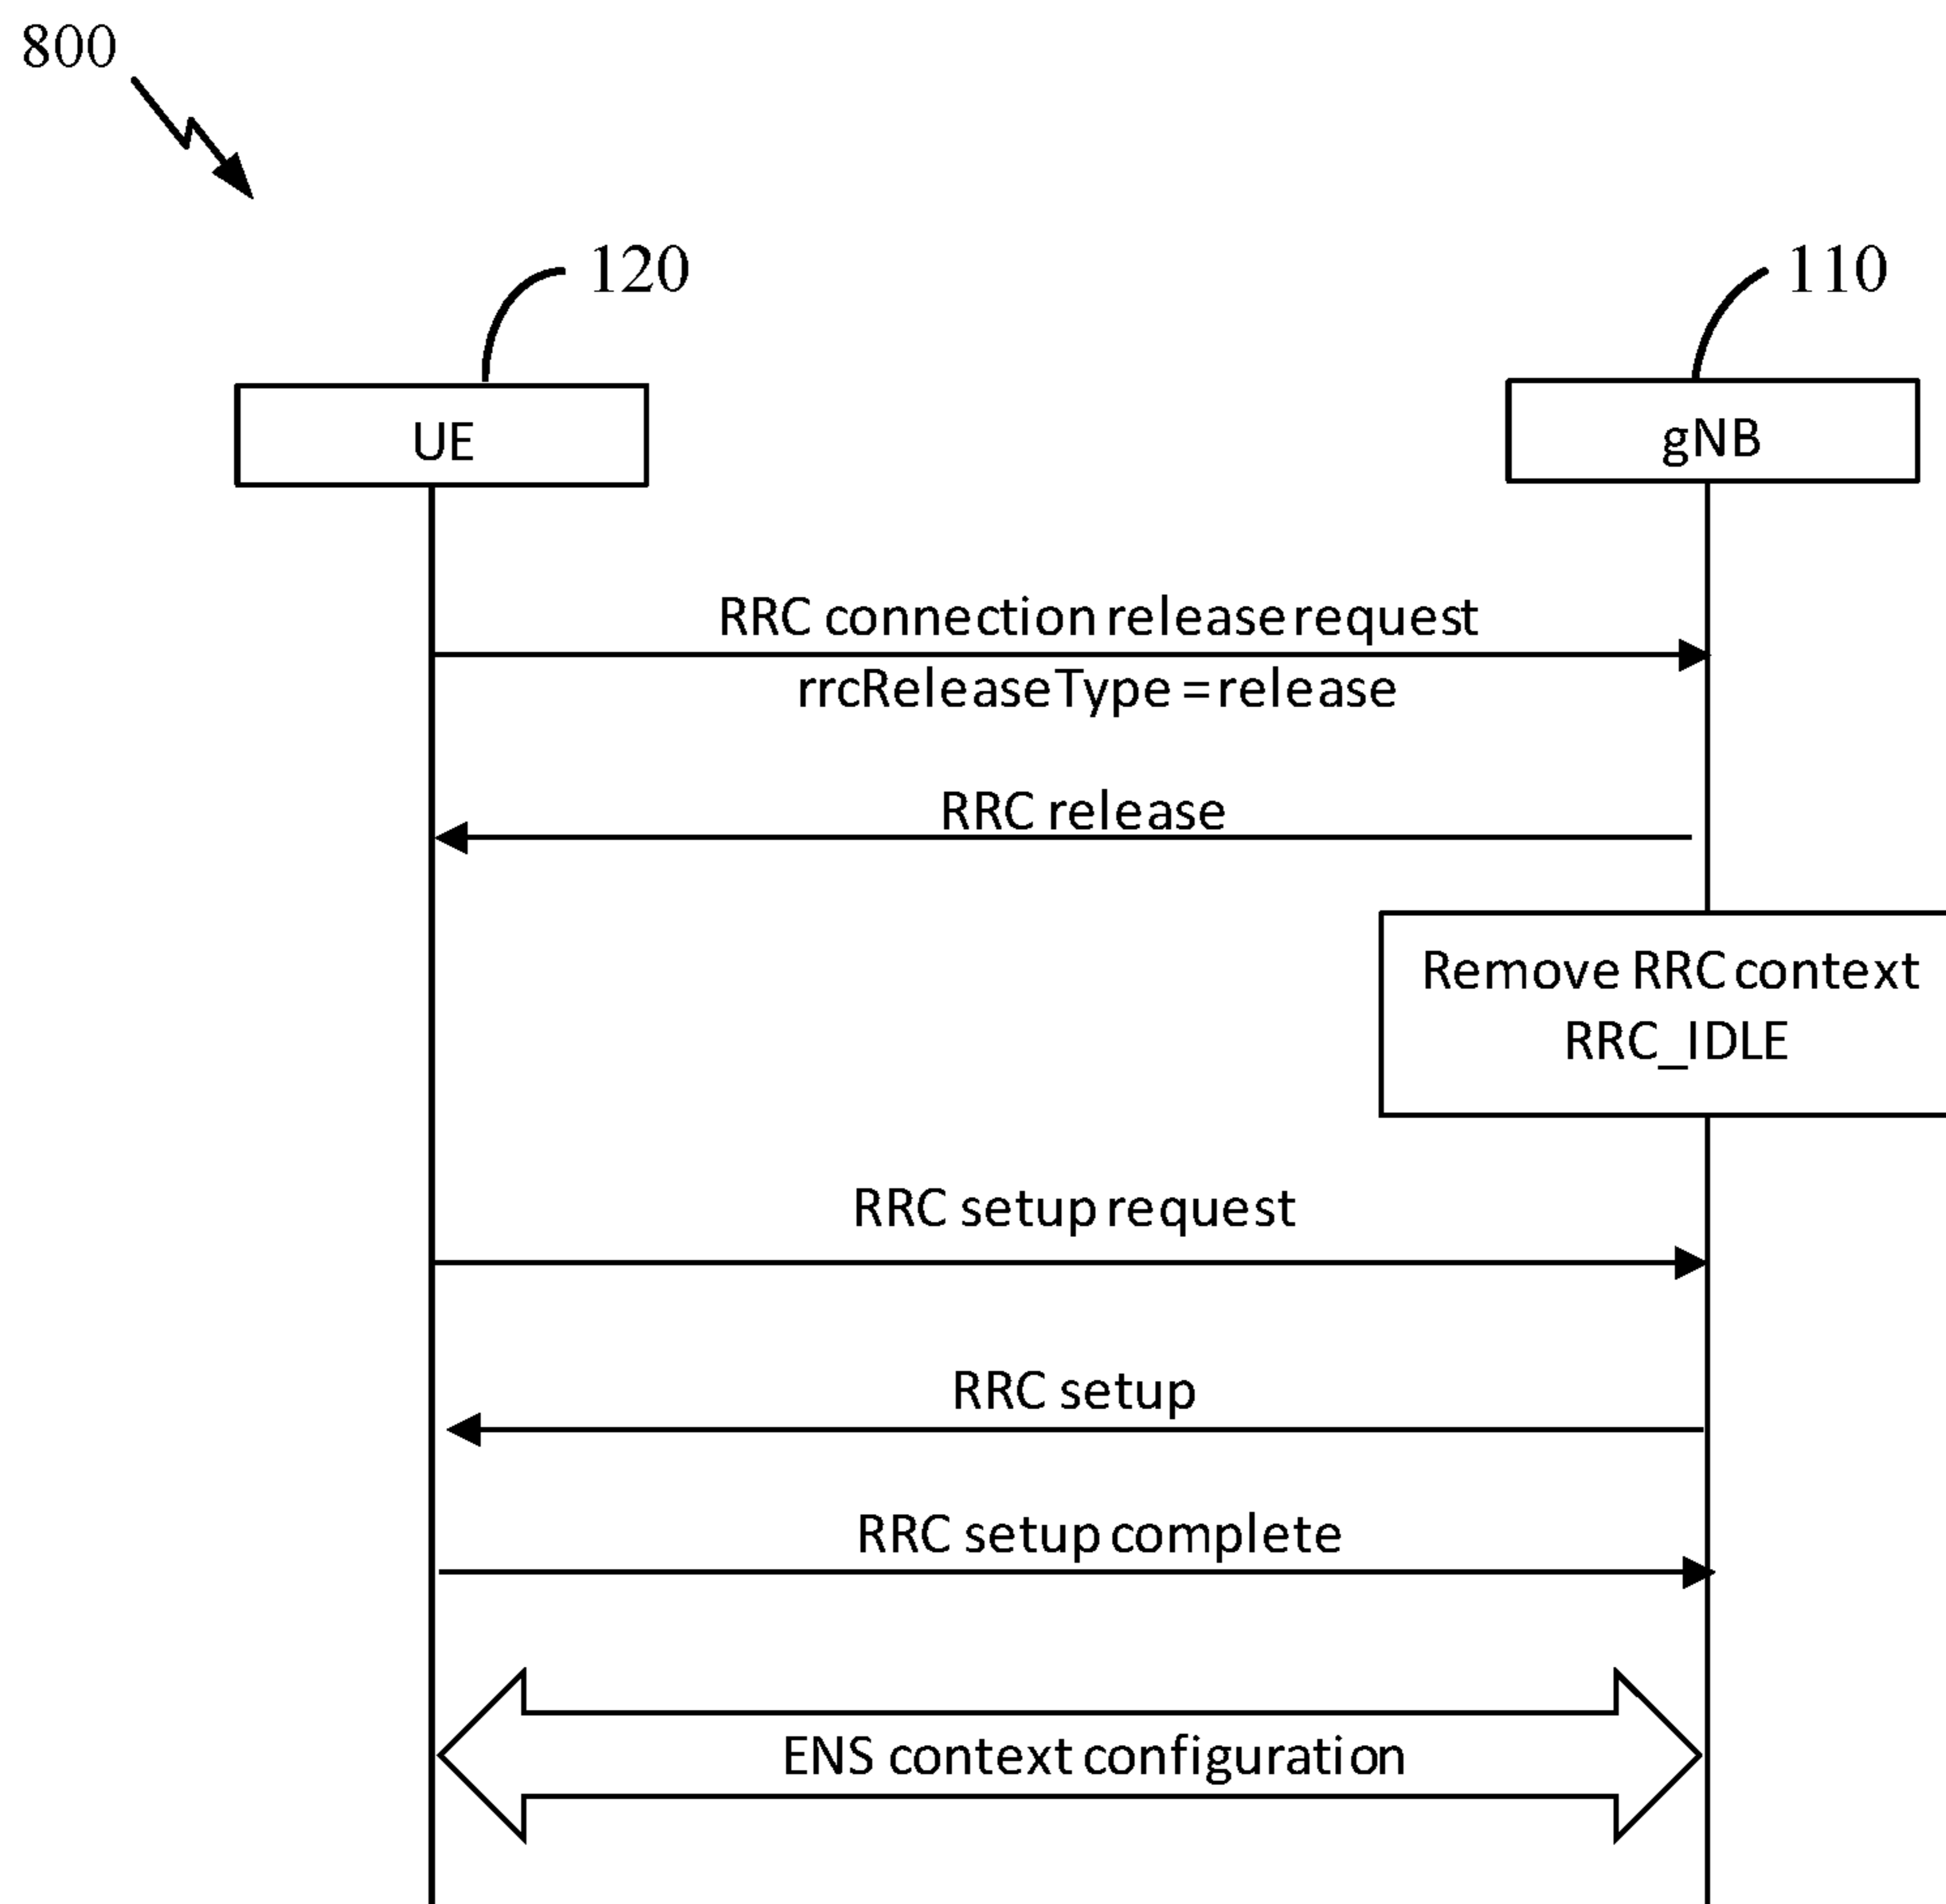 800
120
110
UE
gNB
RRC connection release request
rrcReleaseType = release
RRC release
Remove RRC context
RRC_IDLE
RRC setup request
RRC setup
RRC setup complete
ENS context configuration